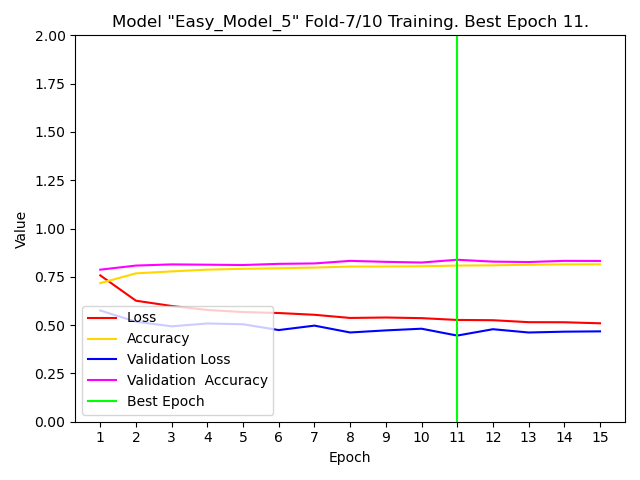 Model "Easy_Model_5" Fold-7/10 Training. Best Epoch 11.
2.00
1.75
1.50
1.25
1.00
0.75
0.50
0.25
0.00
Value
Loss
Accuracy
Validation Loss
Validation  Accuracy
Best Epoch
1 2 3 4 5 6 7 8 9 10 11 12 13 14 15
Epoch